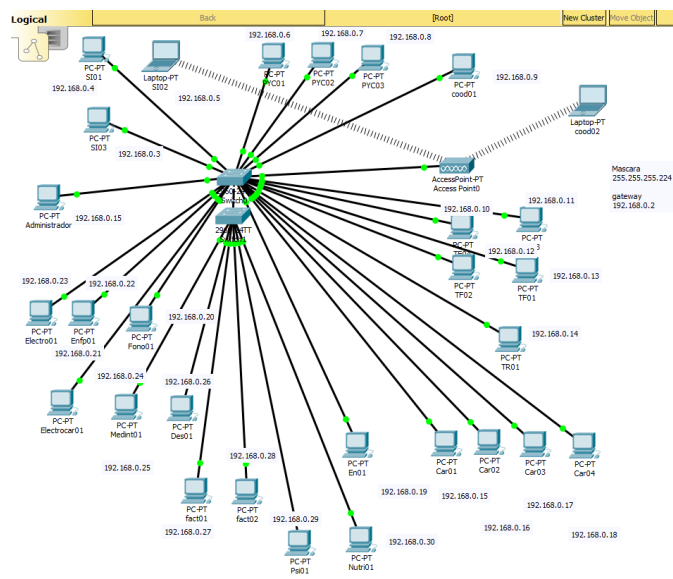 Logical
Back
[Root]
New Cluster
Move Object
PC-PT
SI01
Laptop-PT
SI02
192.168.0.6
192.168.0.7
192.168.0.8
PC-PT
PYC01
PC-PT
PYC02
PC-PT
PYC03
PC-PT
cood01
192.168.0.9
192.168.0.4
192.168.0.5
Laptop-PT
cood02
PC-PT
SI03
192.168.0.3
AccessPoint-PT
Access Point0
Mascara
255.255.255.224
gateway
192.168.0.2
PC-PT
Administrador
192.168.0.15
192.168.0.10
192.168.0.11
PC-PT
192.168.0.12
3
PC-PT
TF02
PC-PT
TF01
192.168.0.13
192.168.0.23
192.168.0.22
192.168.0.20
192.168.0.14
PC-PT
Electro01
PC-PT
Enfp01
PC-PT
Fono01
PC-PT
TR01
192.168.0.21
192.168.0.24
192.168.0.26
PC-PT
Electrocar01
PC-PT
Medint01
PC-PT
Des01
PC-PT
En01
PC-PT
Car01
PC-PT
Car02
PC-PT
Car03
PC-PT
Car04
192.168.0.25
192.168.0.28
192.168.0.19
192.168.0.15
192.168.0.17
PC-PT
fact01
PC-PT
fact02
192.168.0.27
192.168.0.29
192.168.0.16
192.168.0.18
PC-PT
Psi01
PC-PT
Nutri01
192.168.0.30